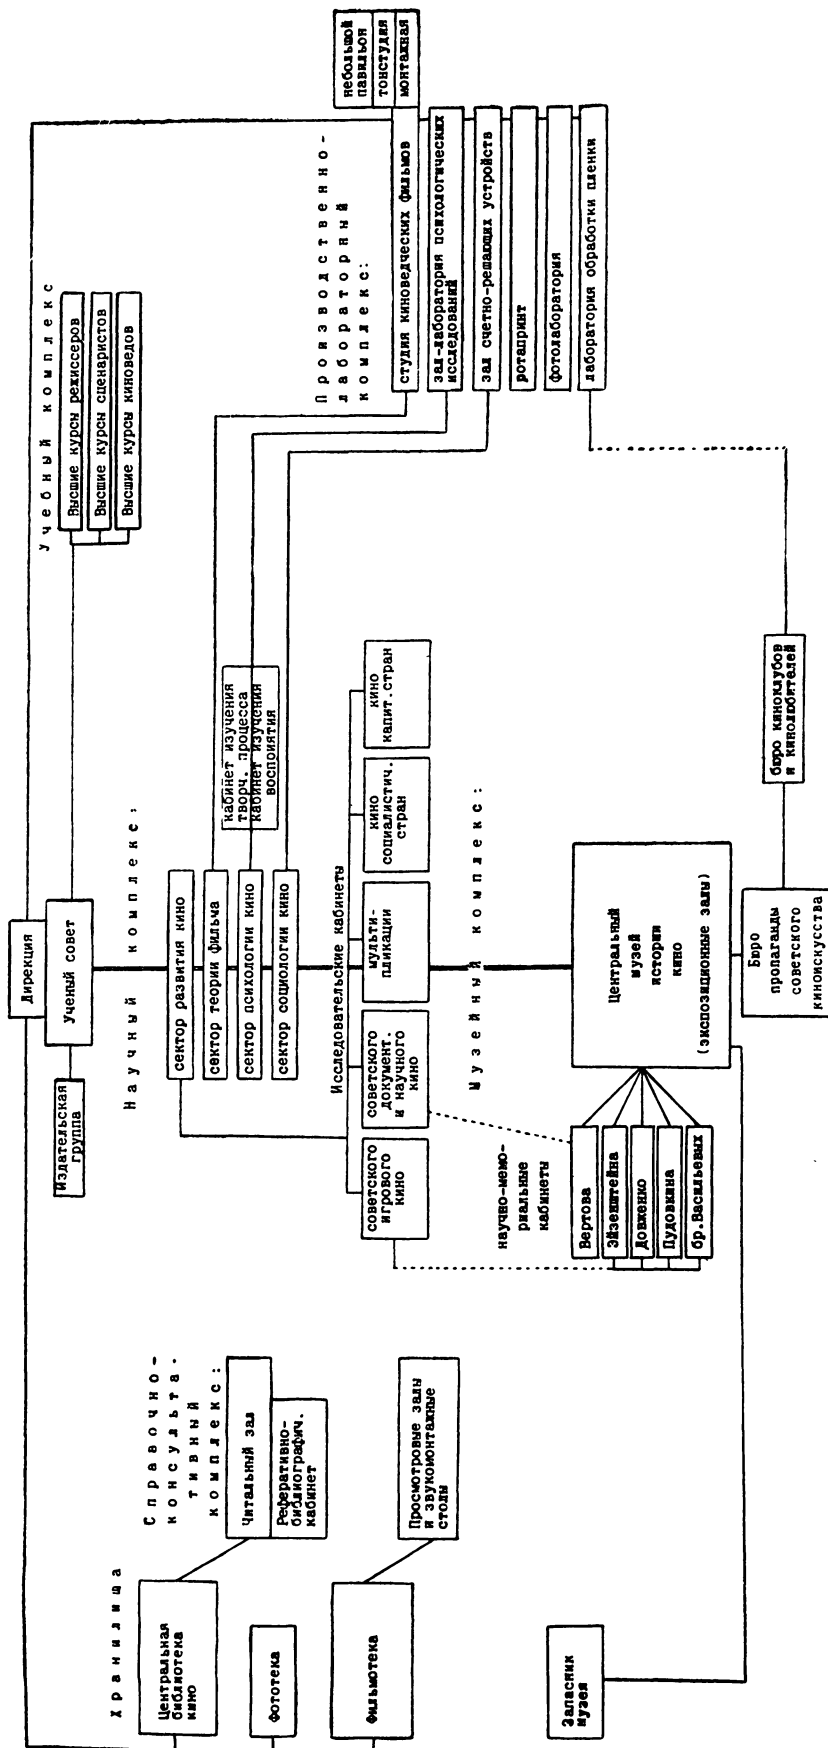 Дирекция
Ученый совет
Издательская
группа
Учебный комплекс
Высшие курсы режиссеров
Высшие курсы сценаристов
Высшие курсы киноведов
Научный комплекс:
сектор развития кино
сектор теории фильма
сектор психологии кино
сектор социологии кино
кабинет изучения
творч. процесса
кабинет изучения
восприятия
Исследовательские кабинеты
советского
игрового
кино
советского
документ.
и научного
кино
мульти-
пликации
кино
социалистич.
стран
кино
капит.стран
Производственно-
лабораторный
комплекс:
небольшой
павильон
тонстудия
монтажная
студия киноведческих фильмов
зал-лаборатория психологических
исследований
зал счетно-решающих устройств
ротапринт
фотолаборатория
лаборатория обработки пленки
Музейный комплекс:
Центральный
музей
истории
кино
(экспозиционные залы)
научно-мемо-
риальные
кабинеты
Вертова
Эйзенштейна
Довженко
Пудовкина
бр.Васильевых
Бюро
пропаганды
советского
киноискусства
бюро киноклубов
и кинолюбителей
Хранилища
Центральная
библиотека
кино
Фототека
Фильмотека
Запасник
музея
Справочно-
консульта-
тивный
комплекс:
Читальный зал
Реферативно-
библиографич.
кабинет
Просмотровые залы
и звукомонтажные
столы